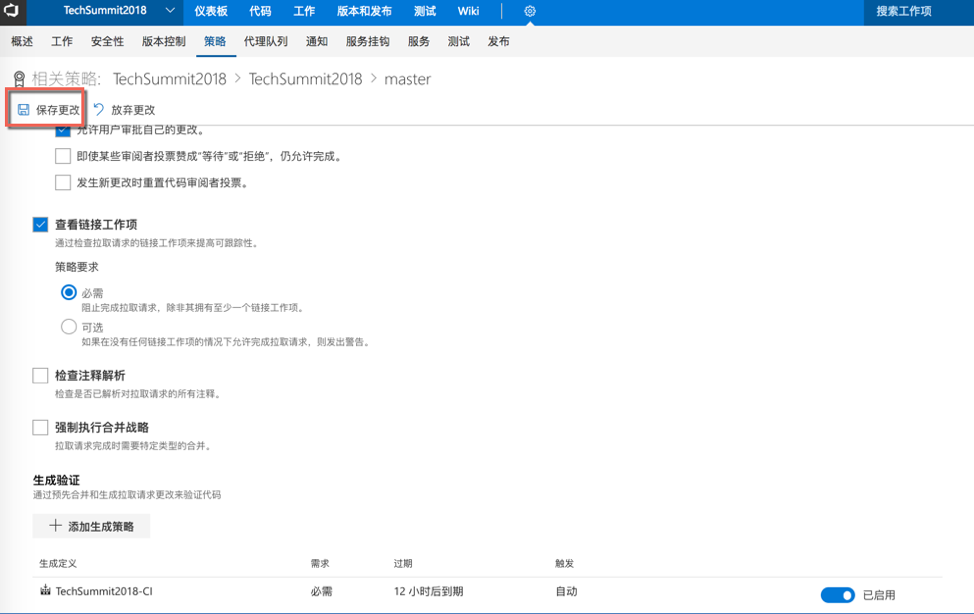 TechSummit2018 仪表板 代码 工作 版本和发布 测试 Wiki 搜索工作项
概述 工作 安全性 版本控制 策略 代理队列 通知 服务挂钩 服务 测试 发布
相关策略: TechSummit2018 > TechSummit2018 > master
保存更改 放弃更改
允许用户审批自己的更改。
即使某些审阅者投票赞成“等待”或“拒绝”，仍允许完成。
发生新更改时重置代码审阅者投票。
查看链接工作项
通过检查拉取请求的链接工作项来提高可跟踪性。
策略要求
必需
阻止完成拉取请求，除非其拥有至少一个链接工作项。
可选
如果在没有任何链接工作项的情况下允许完成拉取请求，则发出警告。
检查注释解析
检查是否已解析对拉取请求的所有注释。
强制执行合并战略
拉取请求完成时需要特定类型的合并。
生成验证
通过预先合并和生成拉取请求更改来验证代码
添加生成策略
生成定义 需求 过期 触发
TechSummit2018-CI 必需 12 小时后到期 自动 已启用